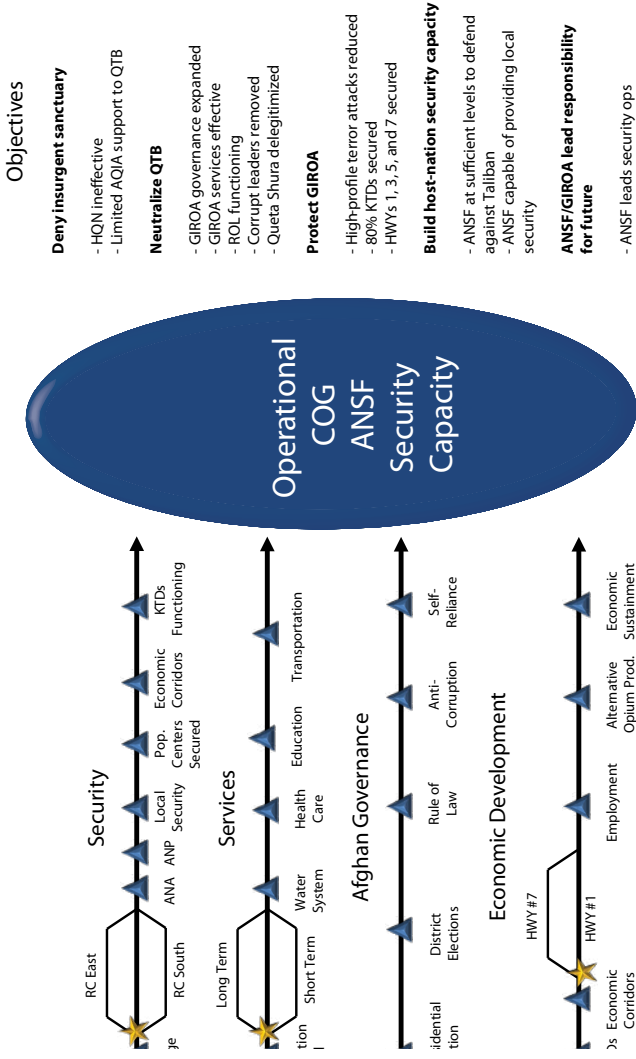 Objectives
Deny insurgent sanctuary
- HQN ineffective
- Limited AQIA support to QTB
Neutralize QTB
- GIROA governance expanded
- GIROA services effective
- ROL functioning
- Corrupt leaders removed
- Queta Shura delegitimized
Protect GIROA
- High-profile terror attacks reduced
- 80% KTDs secured
- HWYs 1, 3, 5, and 7 secured
Build host-nation security capacity
- ANSF at sufficient levels to defend
against Taliban
- ANSF capable of providing local
security
ANSF/GIROA lead responsibility
for future
- ANSF leads security ops
Operational
COG
ANSF
Security
Capacity
Security
RC East
RC South
ANA
ANP
Local
Security
Pop.
Centers
Secured
Economic
Corridors
KTDs
Functioning
Services
Long Term
Short Term
Water
System
Health
Care
Education
Transportation
Afghan Governance
District
Elections
Rule of
Law
Anti-
Corruption
Self-
Reliance
Economic Development
HWY #7
HWY #1
Economic
Corridors
Employment
Alternative
Opium Prod.
Economic
Sustainment